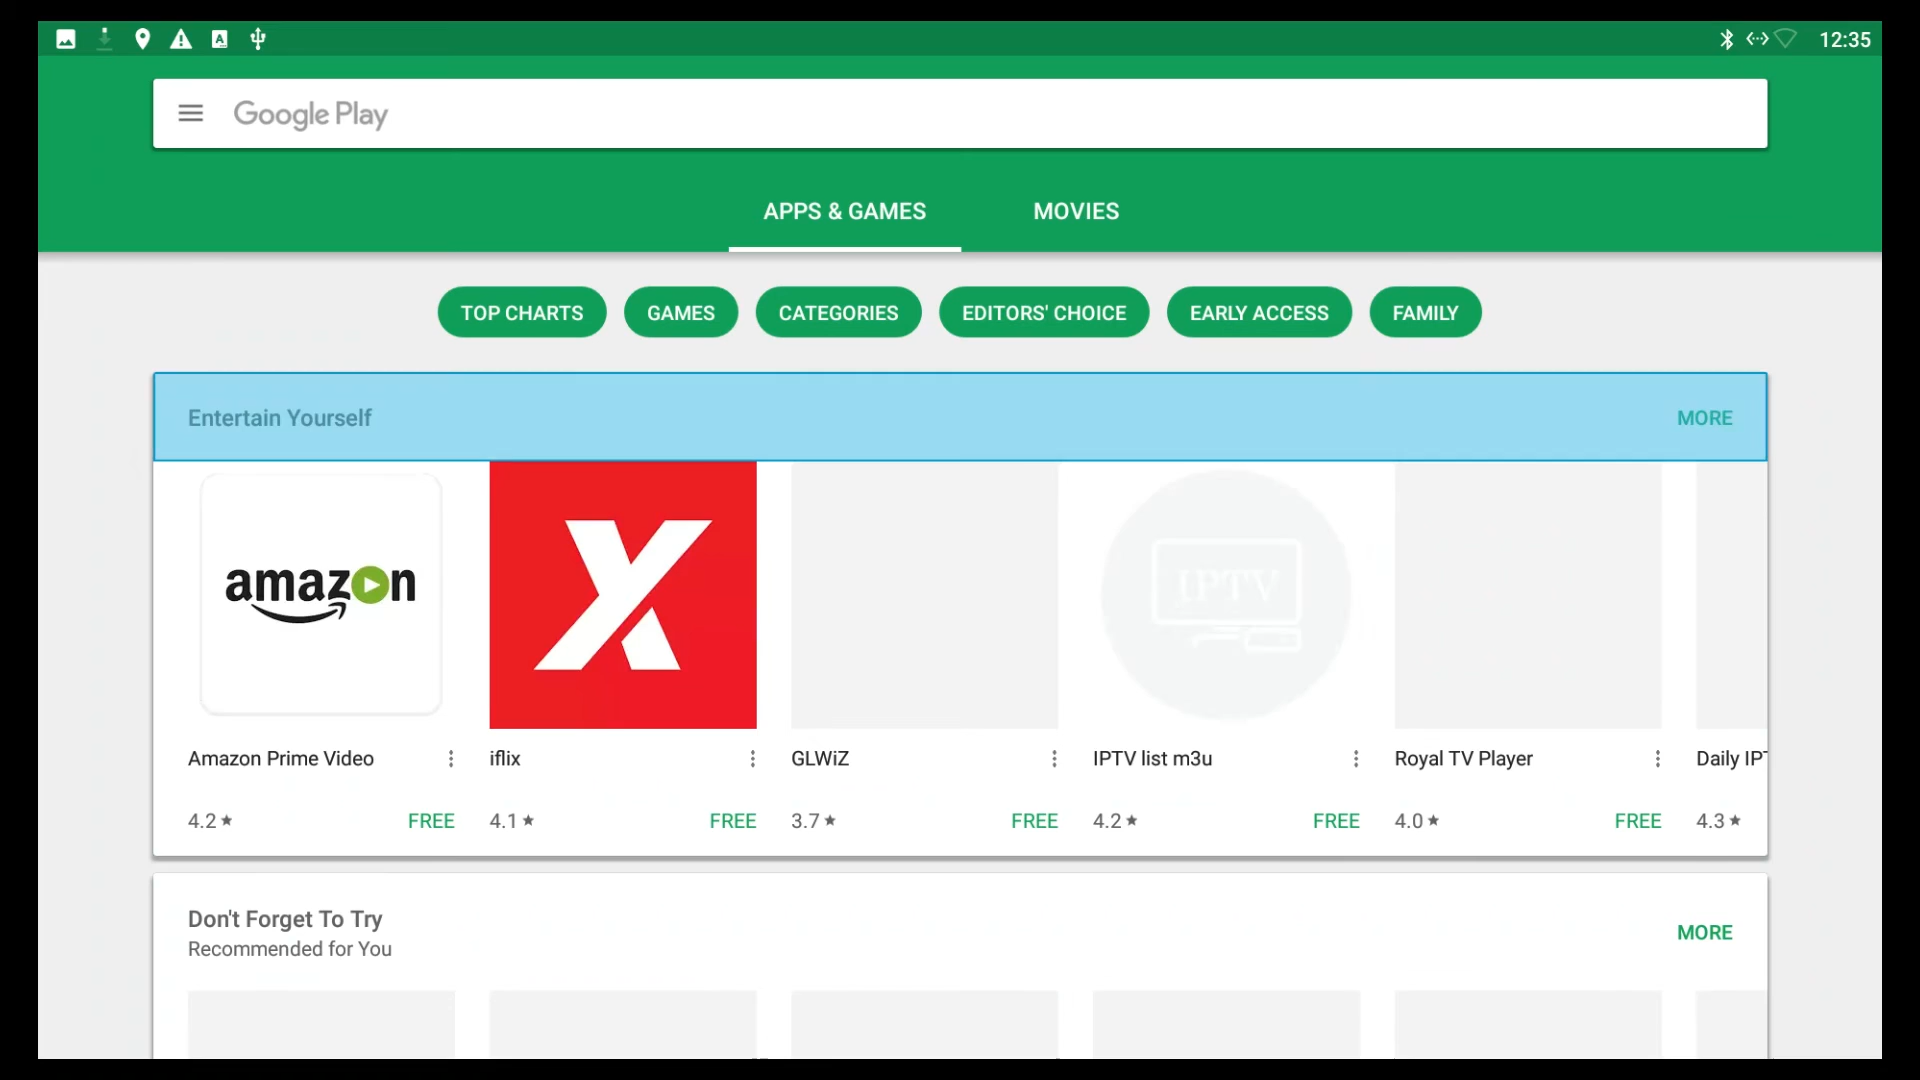 12:35
Google Play
APPS & GAMES MOVIES
TOP CHARTS GAMES CATEGORIES EDITORS' CHOICE EARLY ACCESS FAMILY
Entertain Yourself MORE
amazon X IPTV
Amazon Prime Video iflix GLWiZ IPTV list m3u Royal TV Player Daily IPT
4.2★ FREE 4.1★ FREE 3.7★ FREE 4.2★ FREE 4.0★ FREE 4.3★
Don't Forget To Try MORE
Recommended for You